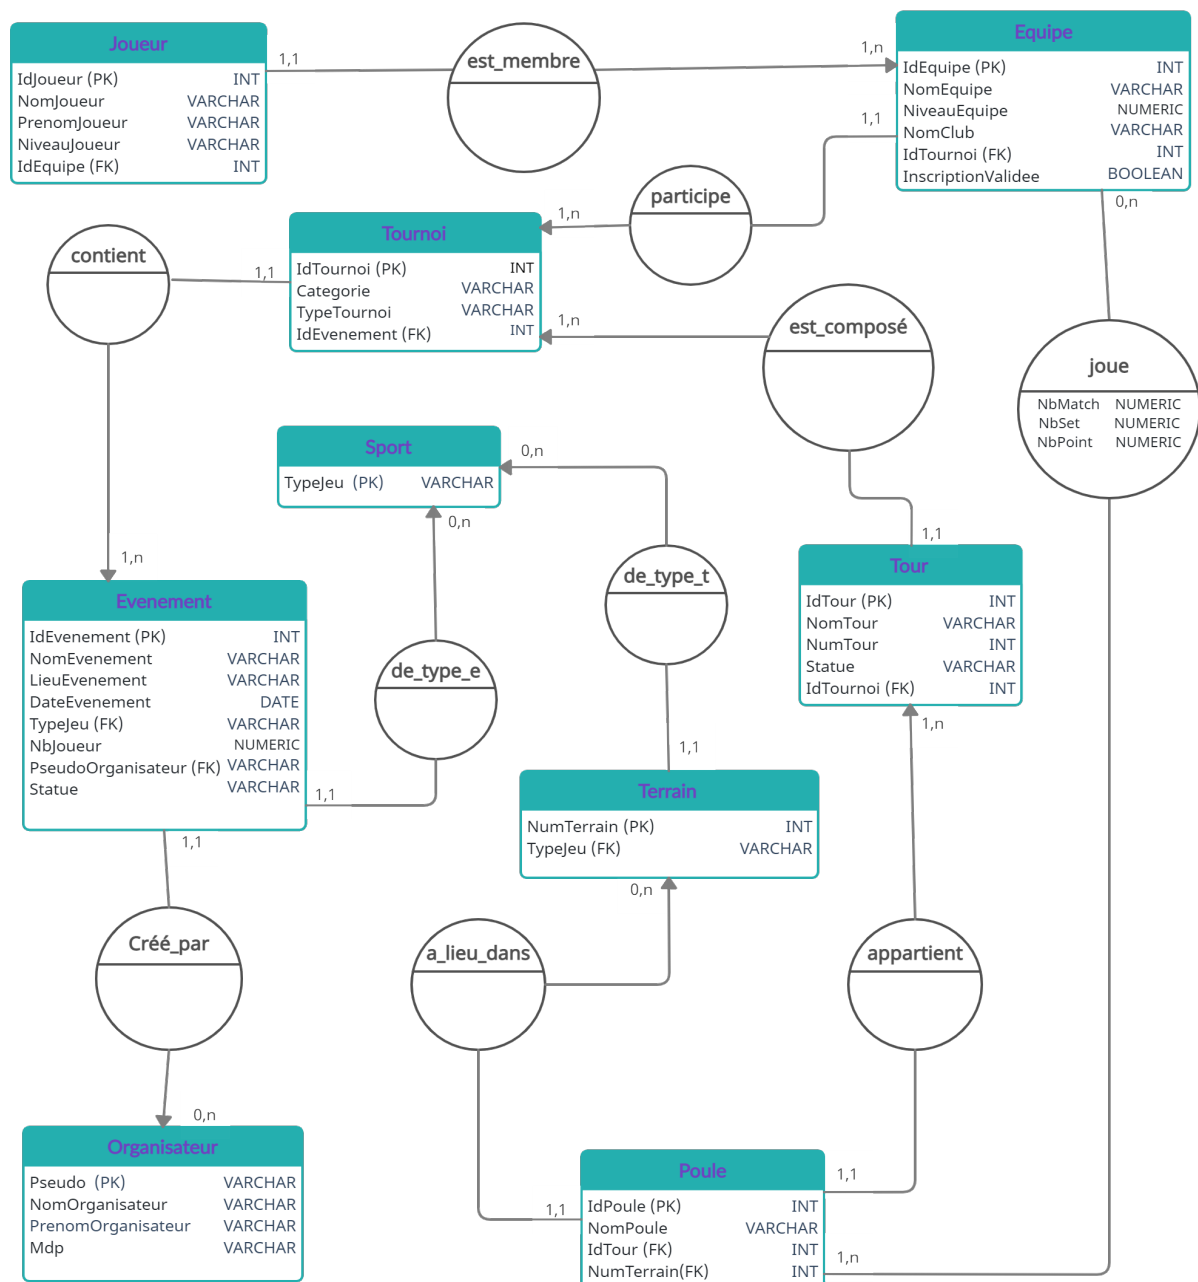 Joueur
IdJoueur (PK) INT
NomJoueur VARCHAR
PrenomJoueur VARCHAR
NiveauJoueur VARCHAR
IdEquipe (FK) INT
1,1
est_membre
1,n
Equipe
IdEquipe (PK) INT
NomEquipe VARCHAR
NiveauEquipe NUMERIC
NomClub VARCHAR
IdTournoi (FK) INT
InscriptionValidee BOOLEAN
1,1
0,n
participe
1,n
Tournoi
IdTournoi (PK) INT
Categorie VARCHAR
TypeTournoi VARCHAR
IdEvenement (FK) INT
contient
1,1
1,n
est_composé
joue
NbMatch NUMERIC
NbSet NUMERIC
NbPoint NUMERIC
Sport
TypeJeu (PK) VARCHAR
0,n
0,n
1,n
1,1
de_type_t
Tour
IdTour (PK) INT
NomTour VARCHAR
NumTour INT
Statue VARCHAR
IdTournoi (FK) INT
1,n
Evenement
IdEvenement (PK) INT
NomEvenement VARCHAR
LieuEvenement VARCHAR
DateEvenement DATE
TypeJeu (FK) VARCHAR
NbJoueur NUMERIC
PseudoOrganisateur (FK) VARCHAR
Statue VARCHAR
de_type_e
1,1
1,1
1,1
Terrain
NumTerrain (PK) INT
TypeJeu (FK) VARCHAR
0,n
Créé_par
a_lieu_dans
appartient
0,n
Organisateur
Pseudo (PK) VARCHAR
NomOrganisateur VARCHAR
PrenomOrganisateur VARCHAR
Mdp VARCHAR
1,1
Poule
IdPoule (PK) INT
NomPoule VARCHAR
IdTour (FK) INT
NumTerrain(FK) INT
1,1
1,n